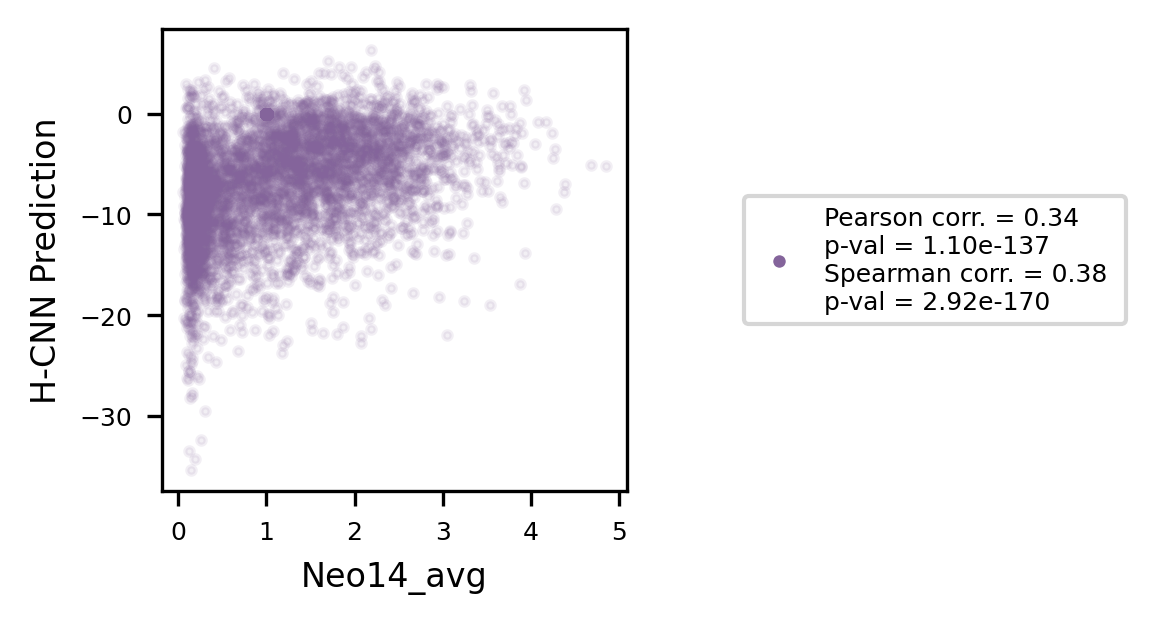 H-CNN Prediction
0
−10
−20
−30
0 1 2 3 4 5
Neo14_avg
Pearson corr. = 0.34
p-val = 1.10e-137
Spearman corr. = 0.38
p-val = 2.92e-170